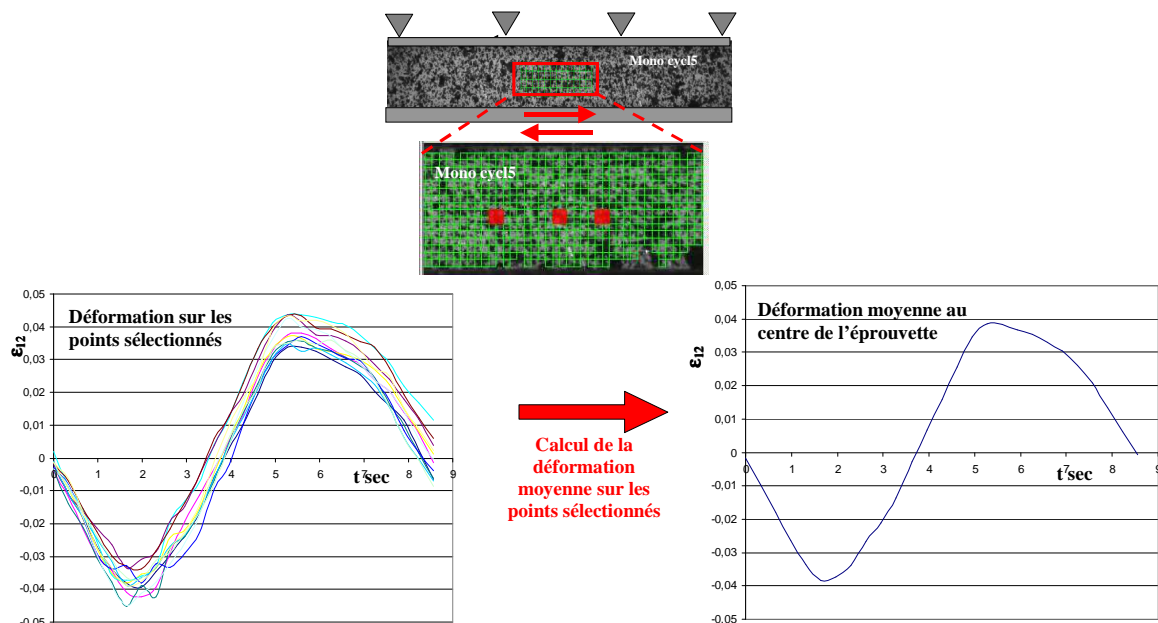 Mono cycl5
Mono cycl5
0,05
0,04
0,03
0,02
0,01
0
-0,01
-0,02
-0,03
-0,04
-0,05
ε12
Déformation sur les
points sélectionnés
0 1 2 3 4 5 6 7 8 9
t sec
Calcul de la
déformation
moyenne sur les
points sélectionnés
0,05
0,04
0,03
0,02
0,01
0
-0,01
-0,02
-0,03
-0,04
-0,05
ε12
Déformation moyenne au
centre de l'éprouvette
0 1 2 3 4 5 6 7 8 9
t sec